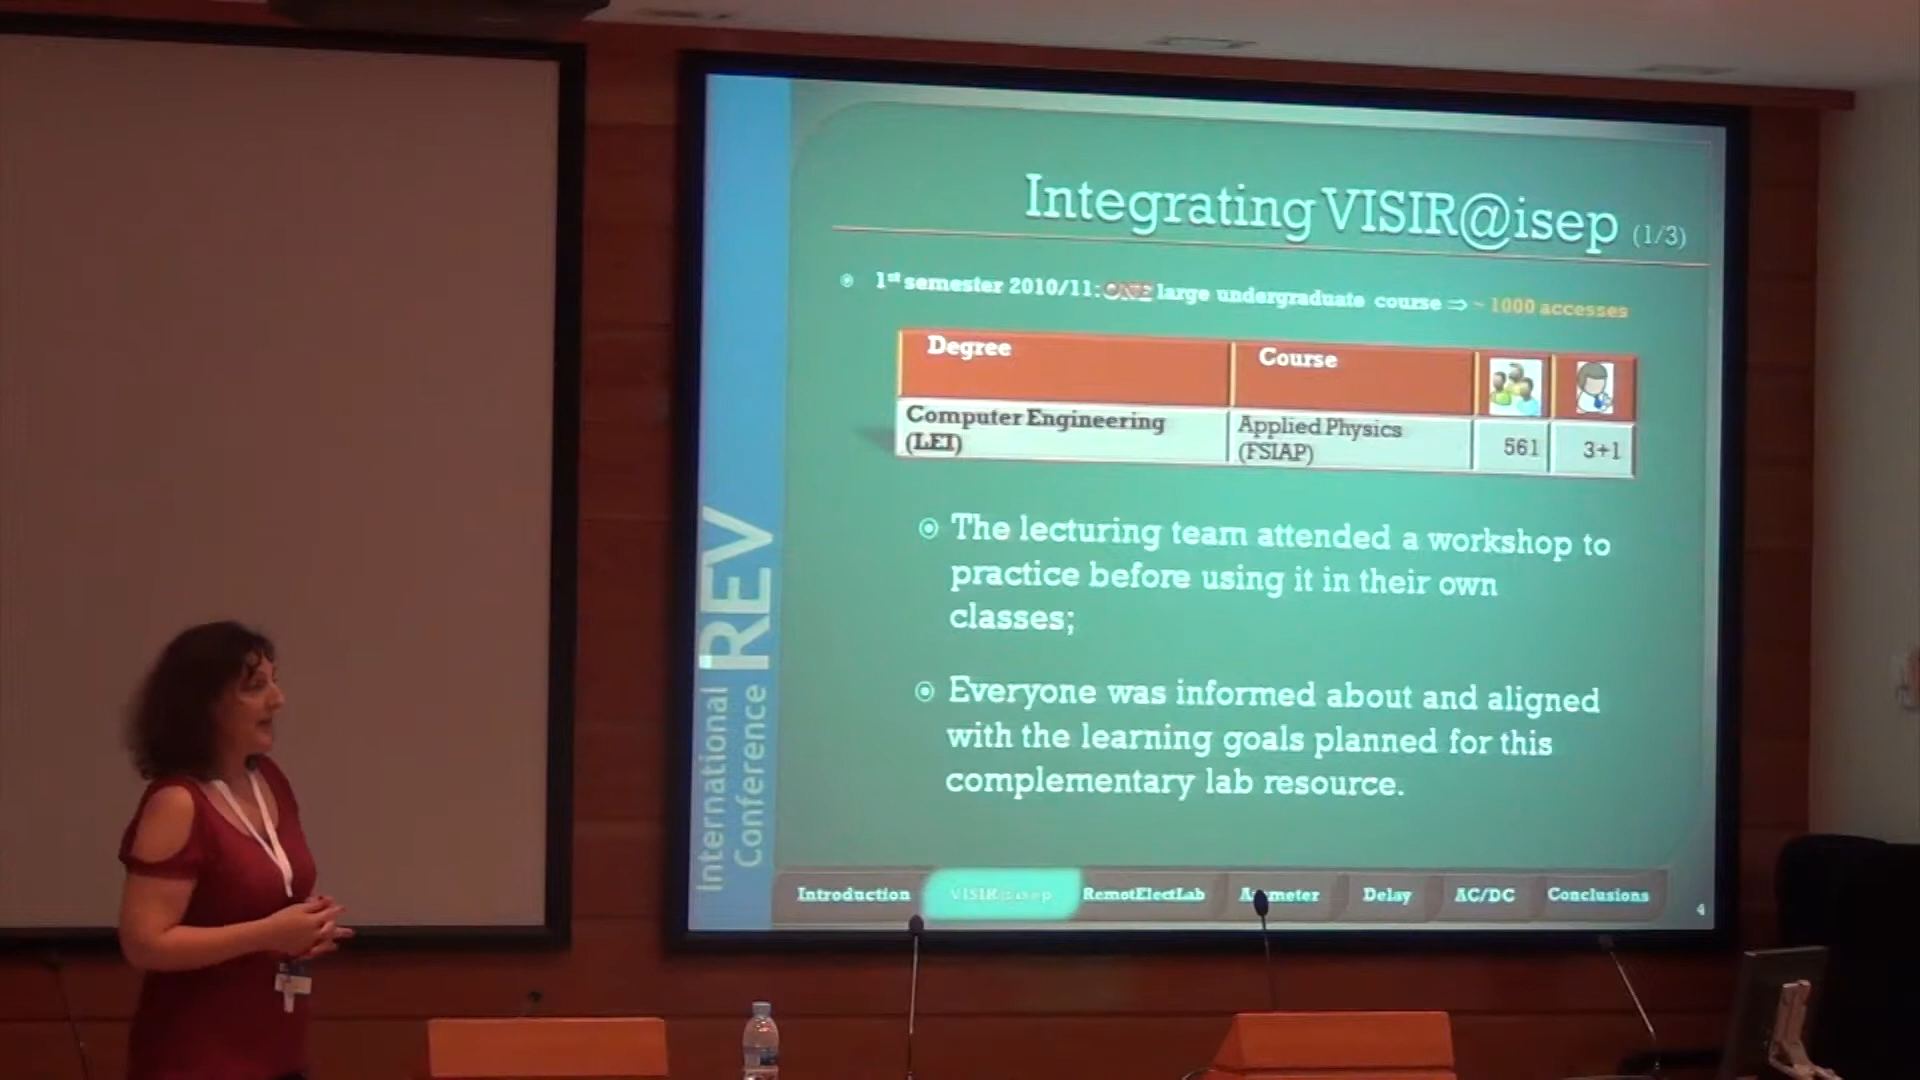 Integrating VISIR@isep (1/3)
1st semester 2010/11: ONE large undergraduate course ⇒ ~ 1000 accesses
Degree
Course
Computer Engineering
(LEI)
Applied Physics
(FSIAP)
561
3+1
The lecturing team attended a workshop to
practice before using it in their own
classes;
Everyone was informed about and aligned
with the learning goals planned for this
complementary lab resource.
International
Conference
REV
Introduction
VISIR@isep
RemotElectLab
Delay
AC/DC
Conclusions
4